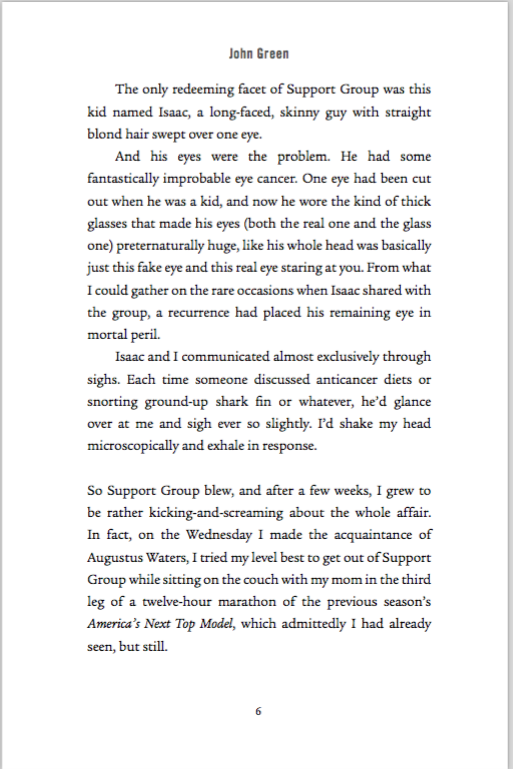 John Green
The only redeeming facet of Support Group was this
kid named Isaac, a long-faced, skinny guy with straight
blond hair swept over one eye.
And his eyes were the problem. He had some
fantastically improbable eye cancer. One eye had been cut
out when he was a kid, and now he wore the kind of thick
glasses that made his eyes (both the real one and the glass
one) preternaturally huge, like his whole head was basically
just this fake eye and this real eye staring at you. From what
I could gather on the rare occasions when Isaac shared with
the group, a recurrence had placed his remaining eye in
mortal peril.
Isaac and I communicated almost exclusively through
sighs. Each time someone discussed anticancer diets or
snorting ground-up shark fin or whatever, he’d glance
over at me and sigh ever so slightly. I’d shake my head
microscopically and exhale in response.
So Support Group blew, and after a few weeks, I grew to
be rather kicking-and-screaming about the whole affair.
In fact, on the Wednesday I made the acquaintance of
Augustus Waters, I tried my level best to get out of Support
Group while sitting on the couch with my mom in the third
leg of a twelve-hour marathon of the previous season’s
America’s Next Top Model, which admittedly I had already
seen, but still.
6